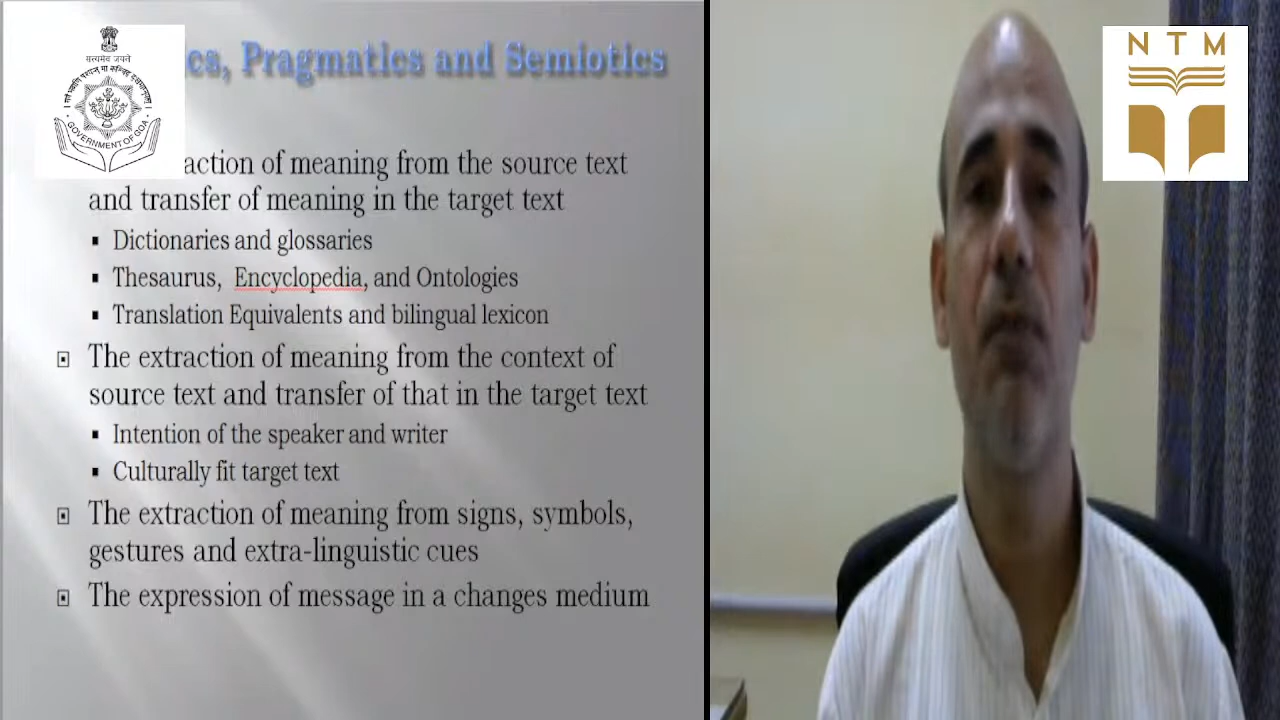 सत्यमेव जयते
GOVERNMENT OF GOA
NTM
Pragmatics and Semiotics
of meaning from the source text
and transfer of meaning in the target text
▪ Dictionaries and glossaries
▪ Thesaurus, Encyclopedia, and Ontologies
▪ Translation Equivalents and bilingual lexicon
The extraction of meaning from the context of
source text and transfer of that in the target text
▪ Intention of the speaker and writer
▪ Culturally fit target text
The extraction of meaning from signs, symbols,
gestures and extra-linguistic cues
The expression of message in a changes medium